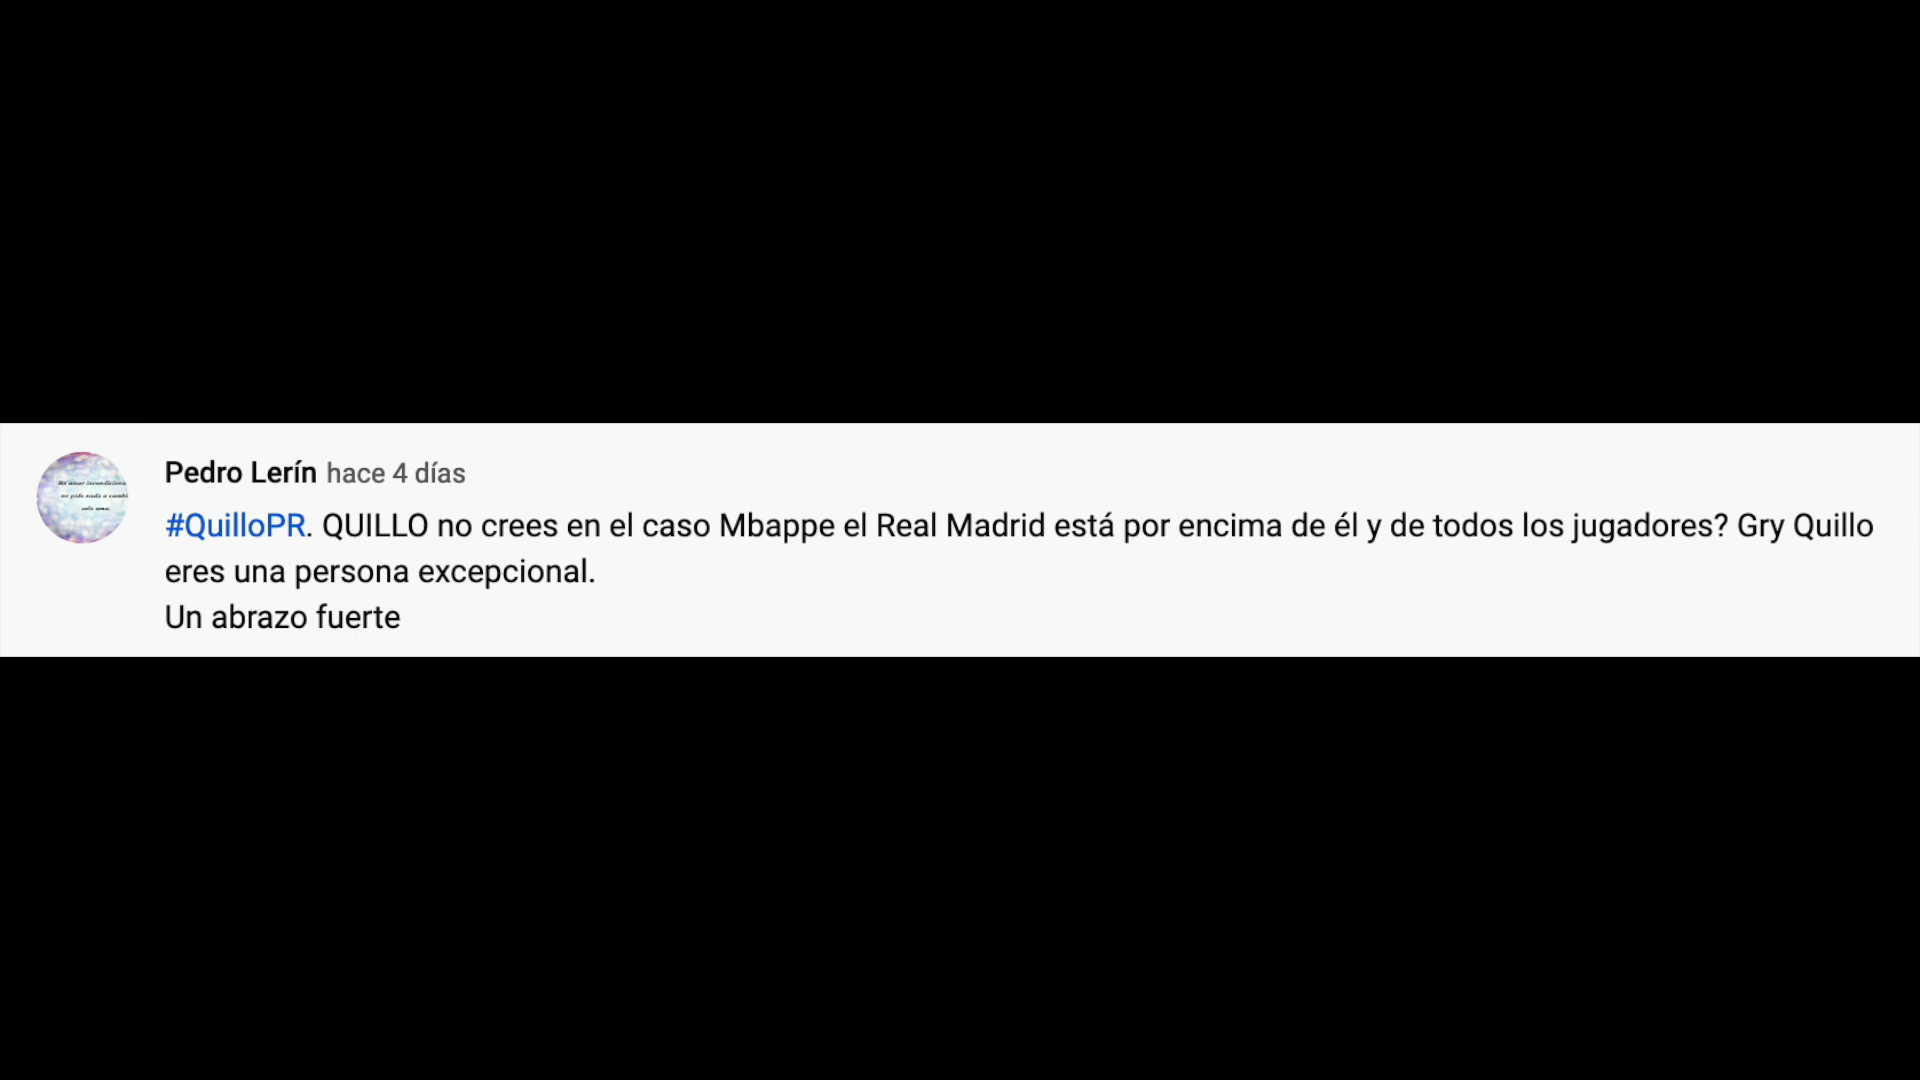 Pedro Lerín hace 4 días
#QuilloPR. QUILLO no crees en el caso Mbappe el Real Madrid está por encima de él y de todos los jugadores? Gry Quillo
eres una persona excepcional.
Un abrazo fuerte